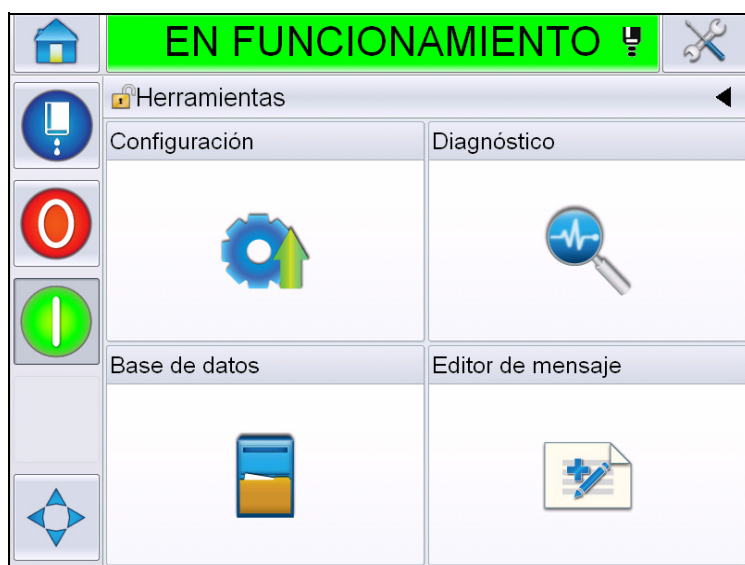 EN FUNCIONAMIENTO
Herramientas
Configuración
Diagnóstico
Base de datos
Editor de mensaje